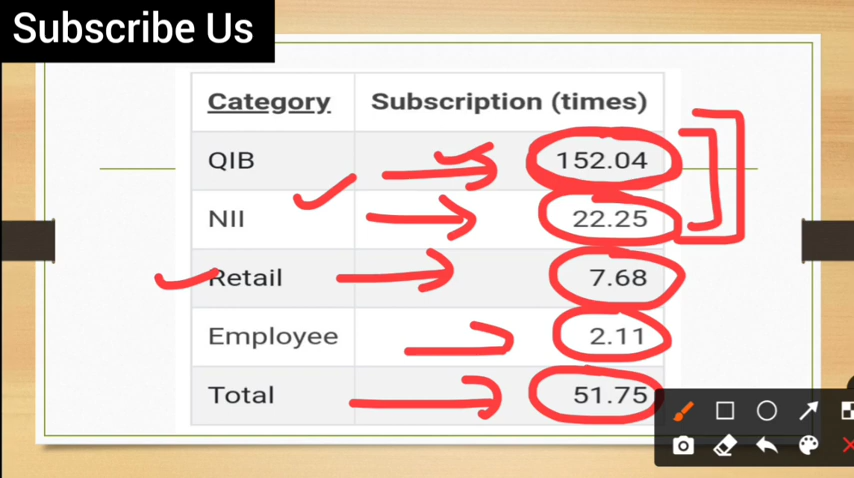 Subscribe Us
Category Subscription (times)
QIB 152.04
NII 22.25
Retail 7.68
Employee 2.11
Total 51.75